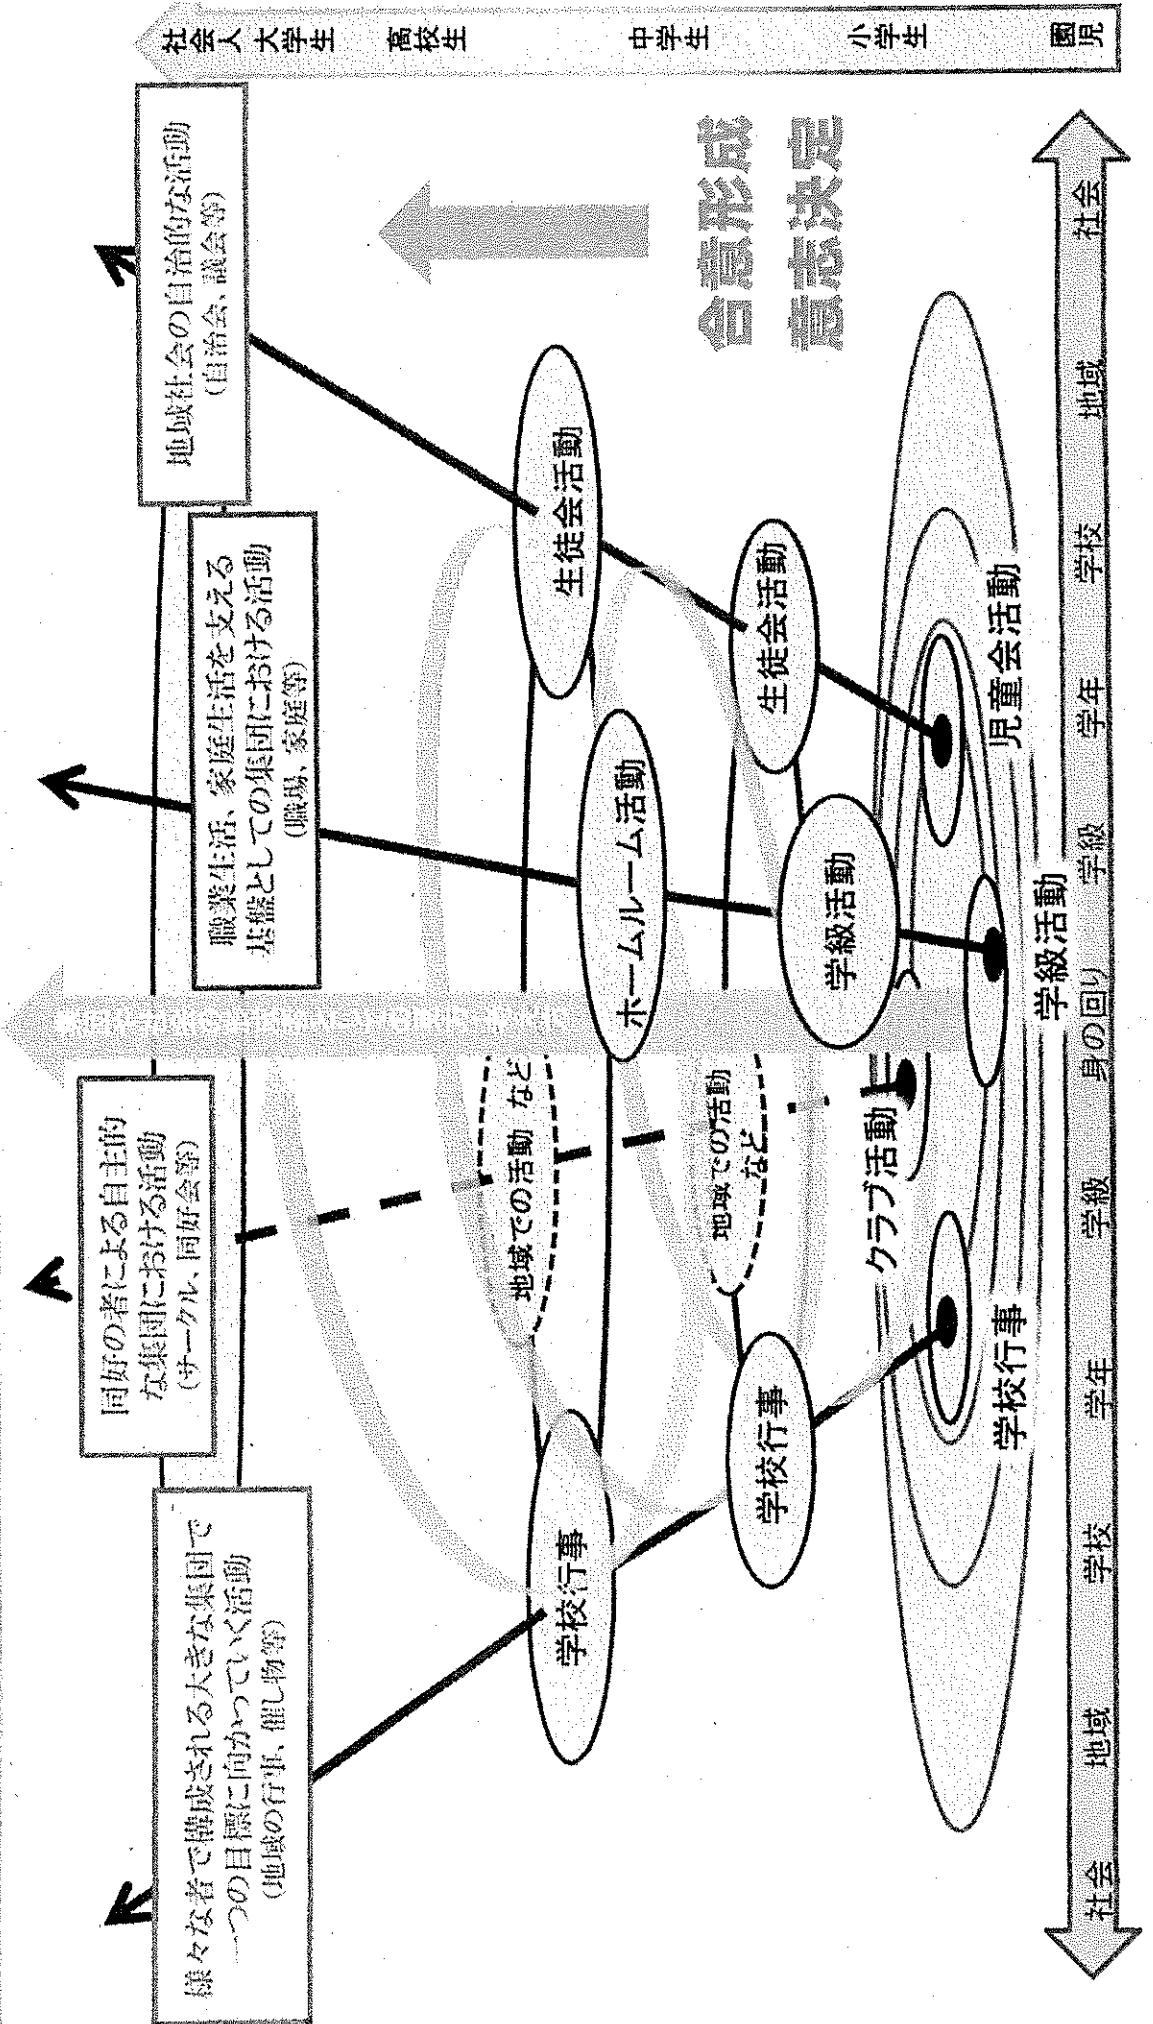 様々な者で構成される大きな集団で
一つの目標に向かっていく活動
(地域の行事、催し物等)
同好の者による自主的
な集団における活動
(サークル、同好会等)
職業生活、家庭生活を支える
基盤としての集団における活動
(職場、家庭等)
地域社会の自治的な活動
(自治会、議会等)
社会人
大学生
高校生
中学生
小学生
園児
学校行事
地域での活動 など
ホームルーム活動
生徒会活動
合意形成
意志決定
学校行事
地域での活動
など
学級活動
生徒会活動
クラブ活動
学校行事
学級活動
児童会活動
社会 地域 学校 学年 学級 身の回り 学級 学年 学校 地域 社会